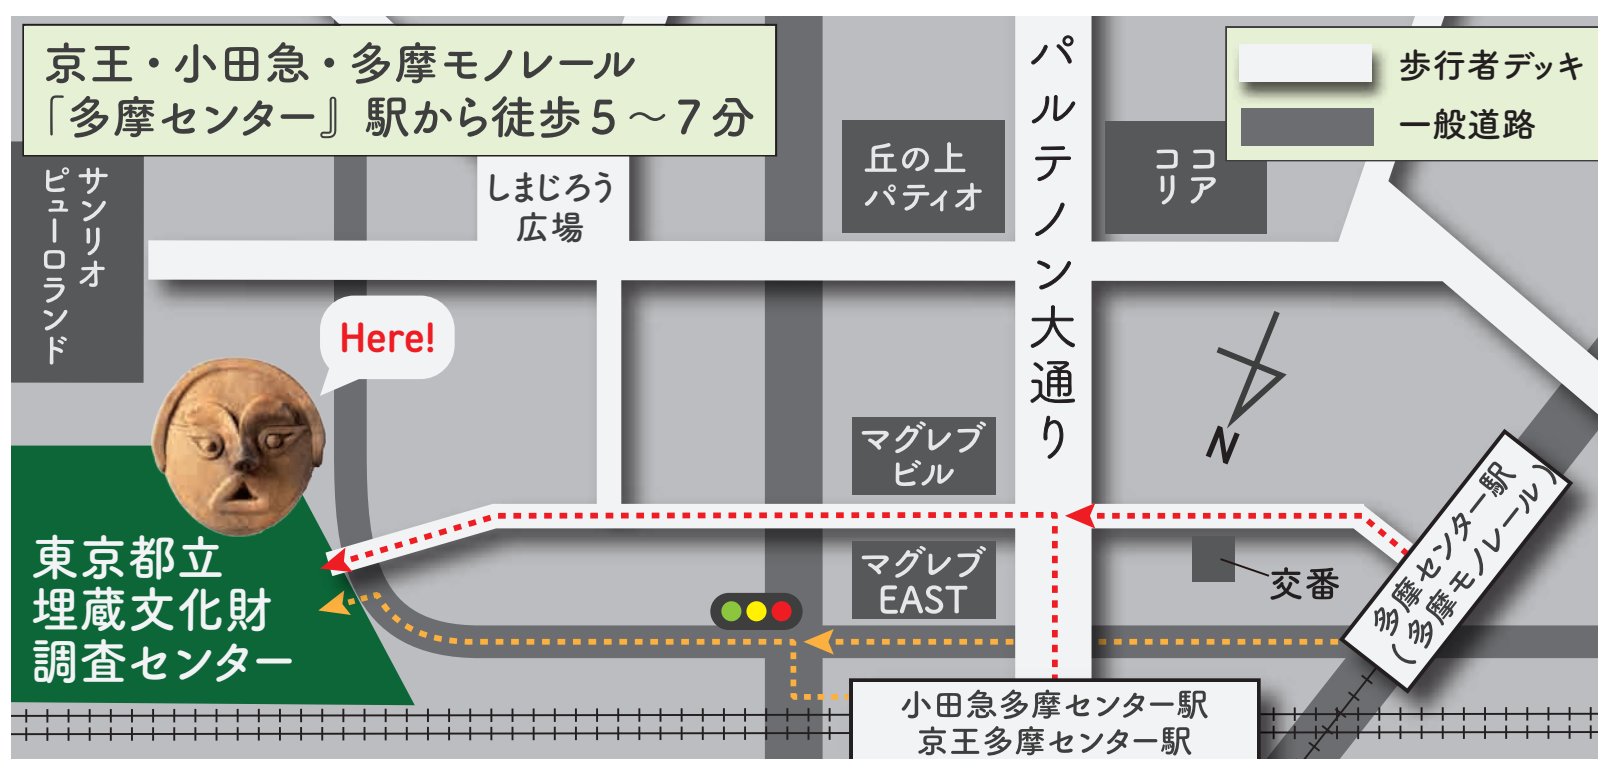 京王・小田急・多摩モノレール
「多摩センター』駅から徒歩5～7分
歩行者デッキ
一般道路
サンリオ
ピューロランド
しまじろう
広場
丘の上
パティオ
パルテノン大通り
ココ
リア
Here!
N
マグレブ
ビル
マグレブ
EAST
交番
多摩センター駅
（多摩モノレール）
東京都立
埋蔵文化財
調査センター
小田急多摩センター駅
京王多摩センター駅